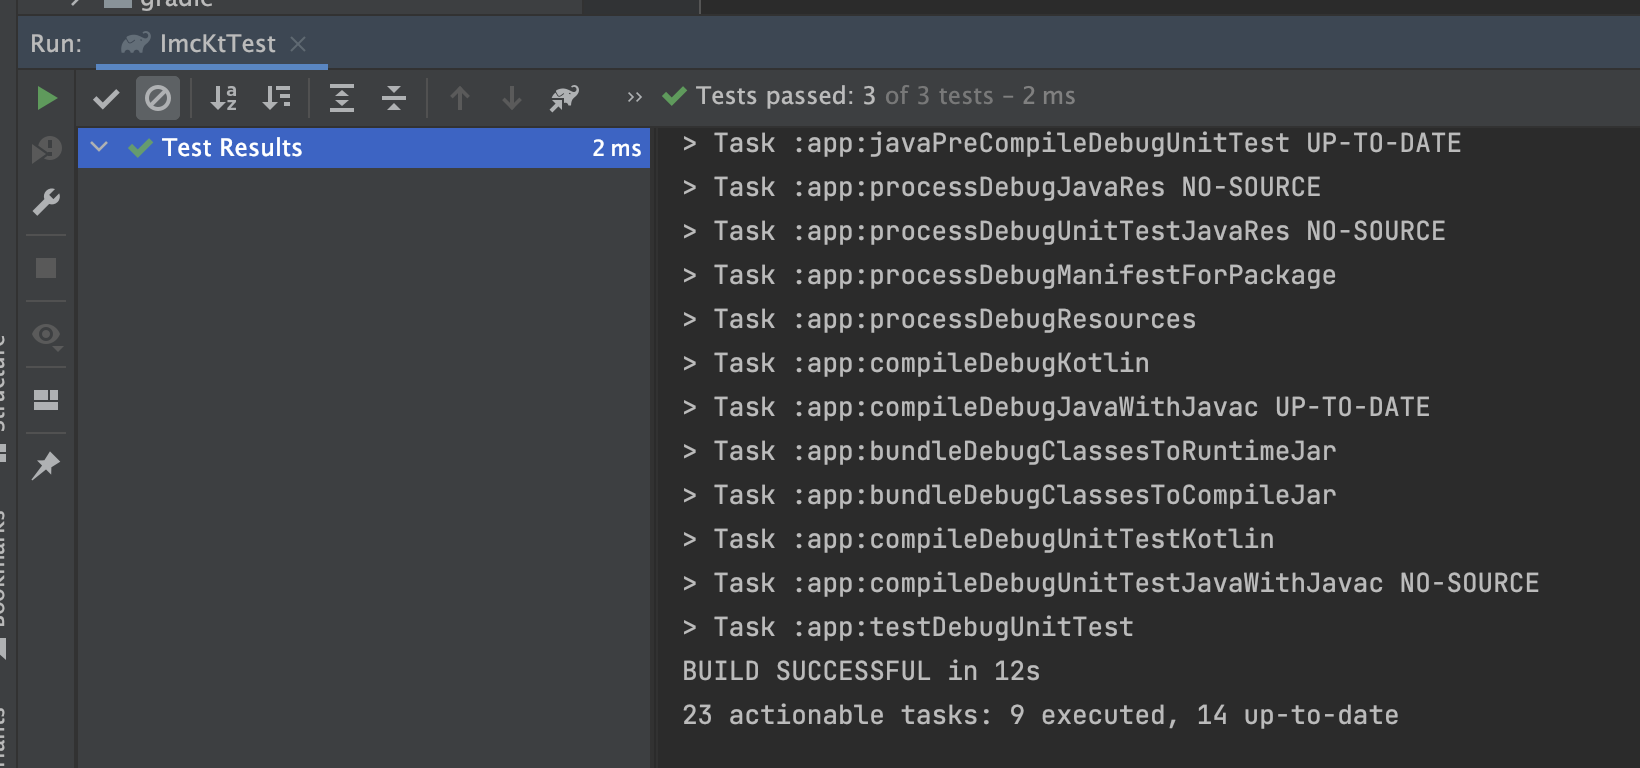 gradle
Run: ImcKtTest
Tests passed: 3 of 3 tests – 2 ms
Test Results 2 ms
> Task :app:javaPreCompileDebugUnitTest UP-TO-DATE
> Task :app:processDebugJavaRes NO-SOURCE
> Task :app:processDebugUnitTestJavaRes NO-SOURCE
> Task :app:processDebugManifestForPackage
> Task :app:processDebugResources
> Task :app:compileDebugKotlin
> Task :app:compileDebugJavaWithJavac UP-TO-DATE
> Task :app:bundleDebugClassesToRuntimeJar
> Task :app:bundleDebugClassesToCompileJar
> Task :app:compileDebugUnitTestKotlin
> Task :app:compileDebugUnitTestJavaWithJavac NO-SOURCE
> Task :app:testDebugUnitTest
BUILD SUCCESSFUL in 12s
23 actionable tasks: 9 executed, 14 up-to-date
Structure
Bookmarks